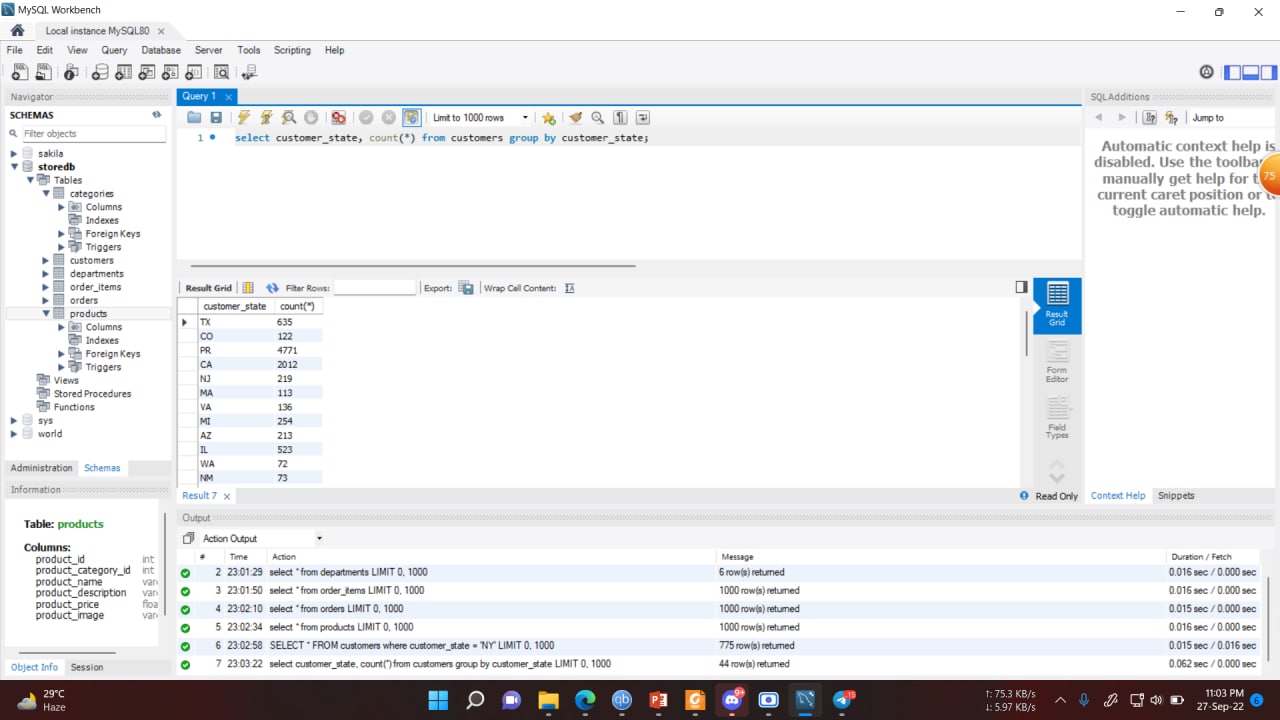 MySQL Workbench
Local instance MySQL80
File Edit View Query Database Server Tools Scripting Help
Navigator
SCHEMAS
Filter objects
sakila
storedb
Tables
categories
Columns
Indexes
Foreign Keys
Triggers
customers
departments
order_items
orders
products
Columns
Indexes
Foreign Keys
Triggers
Views
Stored Procedures
Functions
sys
world
Administration Schemas
Information
Table: products
Columns:
product_id int
product_category_id int
product_name varc
product_description varc
product_price floa
product_image varc
Object Info Session
Query 1
Limit to 1000 rows
1 select customer_state, count(*) from customers group by customer_state;
Result Grid Filter Rows: Export: Wrap Cell Content:
customer_state count(*)
TX 635
CO 122
PR 4771
CA 2012
NJ 219
MA 113
VA 136
MI 254
AZ 213
IL 523
WA 72
NM 73
Result Grid
Form Editor
Field Types
Result 7
Read Only
SQLAdditions
Jump to
Automatic context help is
disabled. Use the toolba
manually get help for t
current caret position or t
toggle automatic help.
75
Context Help Snippets
Output
Action Output
# Time Action Message Duration / Fetch
2 23:01:29 select * from departments LIMIT 0, 1000 6 row(s) returned 0.016 sec / 0.000 sec
3 23:01:50 select * from order_items LIMIT 0, 1000 1000 row(s) returned 0.016 sec / 0.000 sec
4 23:02:10 select * from orders LIMIT 0, 1000 1000 row(s) returned 0.015 sec / 0.000 sec
5 23:02:34 select * from products LIMIT 0, 1000 1000 row(s) returned 0.016 sec / 0.000 sec
6 23:02:58 SELECT * FROM customers where customer_state = 'NY' LIMIT 0, 1000 775 row(s) returned 0.015 sec / 0.016 sec
7 23:03:22 select customer_state, count(*) from customers group by customer_state LIMIT 0, 1000 44 row(s) returned 0.062 sec / 0.000 sec
29°C
Haze
9+
15
↑: 75.3 KB/s
↓: 5.97 KB/s
11:03 PM
27-Sep-22
6